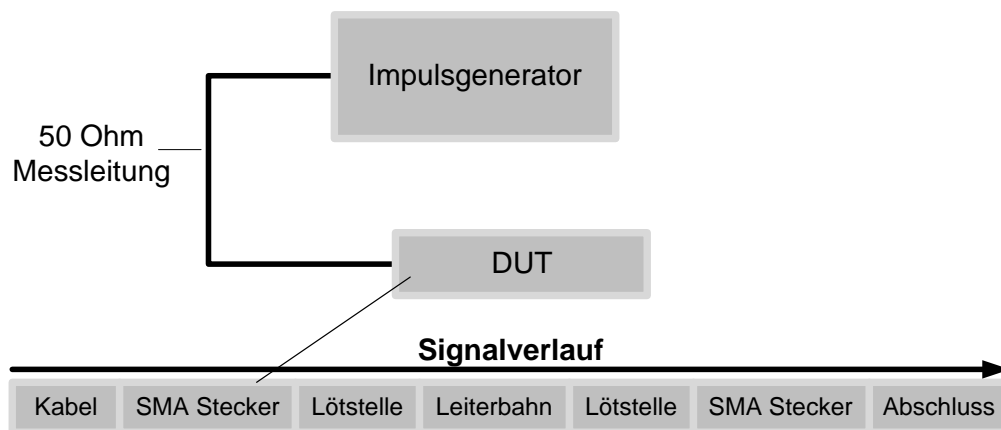 Impulsgenerator
50 Ohm
Messleitung
DUT
Signalverlauf
Kabel SMA Stecker Lötstelle Leiterbahn Lötstelle SMA Stecker Abschluss